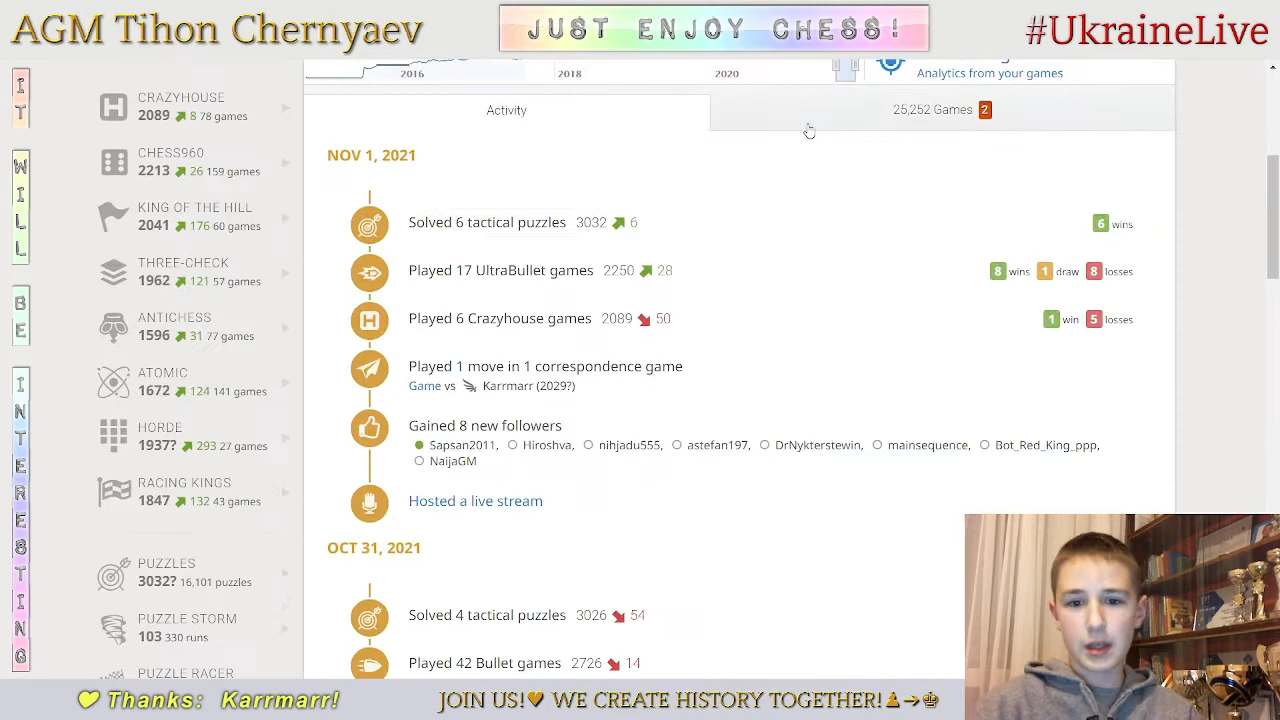 AGM Tihon Chernyaev
JUST ENJOY CHESS!
#UkraineLive
IT
WILL
BE
INTERESTING
2016
2018
2020
Analytics from your games
Activity
25,252 Games 2
CRAZYHOUSE
2089 8 78 games
CHESS960
2213 26 159 games
KING OF THE HILL
2041 176 60 games
THREE-CHECK
1962 121 57 games
ANTICHESS
1596 31 77 games
ATOMIC
1672 124 141 games
HORDE
1937? 293 27 games
RACING KINGS
1847 132 43 games
PUZZLES
3032? 16,101 puzzles
PUZZLE STORM
103 330 runs
PUZZLE RACER
NOV 1, 2021
Solved 6 tactical puzzles 3032 6
6 wins
Played 17 UltraBullet games 2250 28
8 wins 1 draw 8 losses
Played 6 Crazyhouse games 2089 50
1 win 5 losses
Played 1 move in 1 correspondence game
Game vs Karrmarr (2029?)
Gained 8 new followers
Sapsan2011, Hiroshva, nihjadu555, astefan197, DrNyksterstein, mainsequence, Bot_Red_King_ppp,
NaijaGM
Hosted a live stream
OCT 31, 2021
Solved 4 tactical puzzles 3026 54
Played 42 Bullet games 2726 14
Thanks: Karrmarr!
JOIN US! WE CREATE HISTORY TOGETHER!